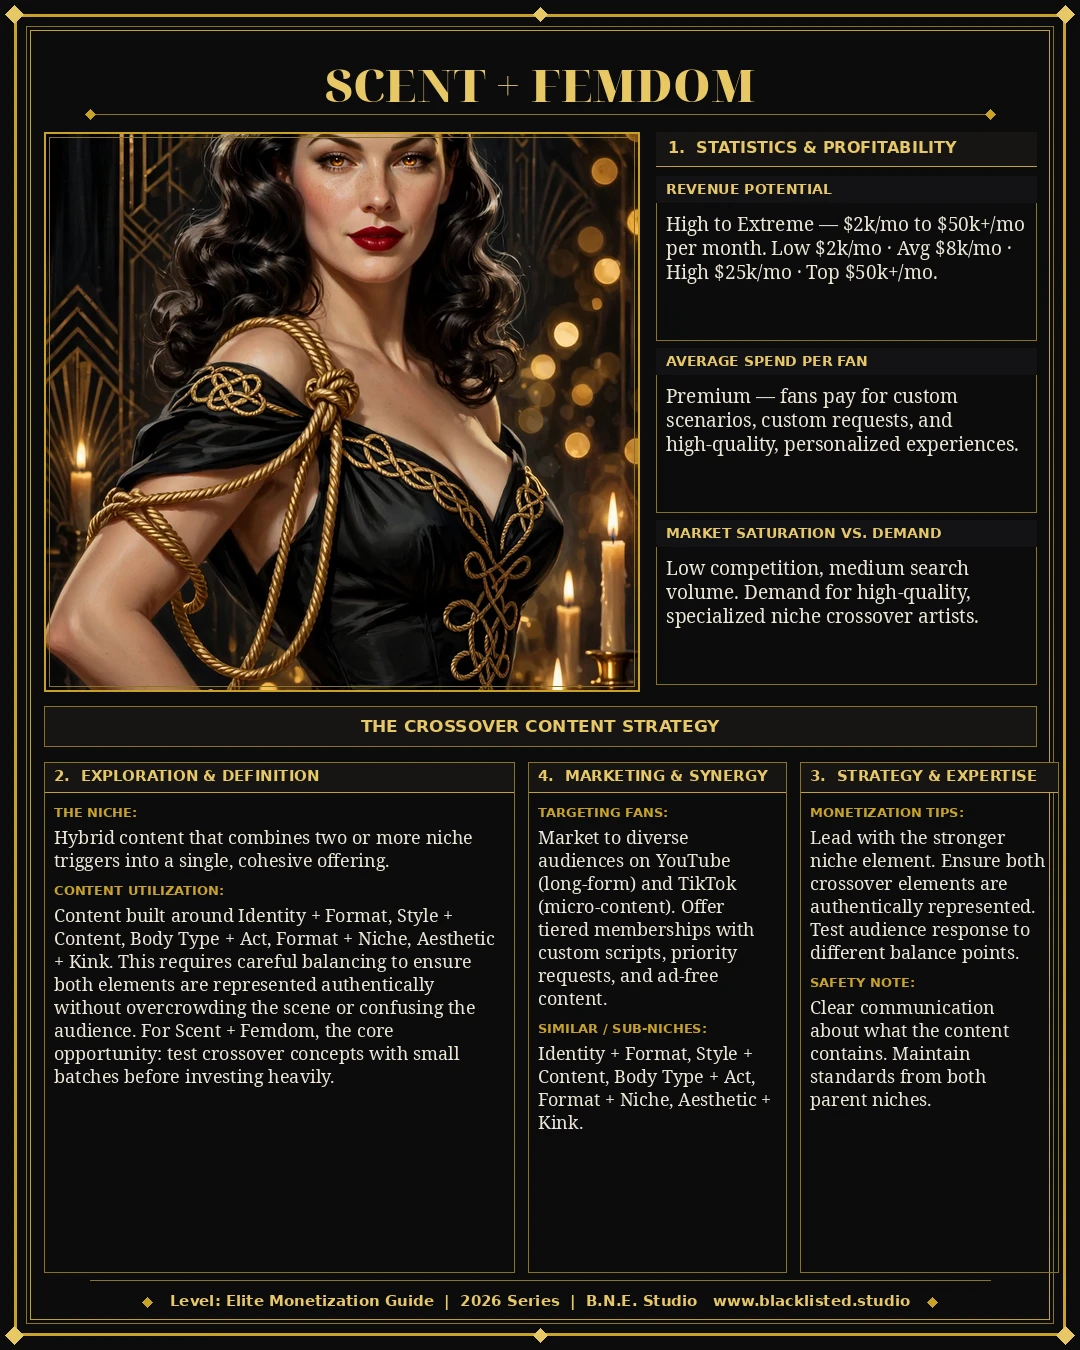 SCENT + FEMDOM
1. STATISTICS & PROFITABILITY
REVENUE POTENTIAL
High to Extreme — $2k/mo to $50k+/mo
per month. Low $2k/mo · Avg $8k/mo ·
High $25k/mo · Top $50k+/mo.
AVERAGE SPEND PER FAN
Premium — fans pay for custom
scenarios, custom requests, and
high-quality, personalized experiences.
MARKET SATURATION VS. DEMAND
Low competition, medium search
volume. Demand for high-quality,
specialized niche crossover artists.
THE CROSSOVER CONTENT STRATEGY
2. EXPLORATION & DEFINITION
THE NICHE:
Hybrid content that combines two or more niche
triggers into a single, cohesive offering.
CONTENT UTILIZATION:
Content built around Identity + Format, Style +
Content, Body Type + Act, Format + Niche, Aesthetic
+ Kink. This requires careful balancing to ensure
both elements are represented authentically
without overcrowding the scene or confusing the
audience. For Scent + Femdom, the core
opportunity: test crossover concepts with small
batches before investing heavily.
4. MARKETING & SYNERGY
TARGETING FANS:
Market to diverse
audiences on YouTube
(long-form) and TikTok
(micro-content). Offer
tiered memberships with
custom scripts, priority
requests, and ad-free
content.
SIMILAR / SUB-NICHES:
Identity + Format, Style +
Content, Body Type + Act,
Format + Niche, Aesthetic +
Kink.
3. STRATEGY & EXPERTISE
MONETIZATION TIPS:
Lead with the stronger
niche element. Ensure both
crossover elements are
authentically represented.
Test audience response to
different balance points.
SAFETY NOTE:
Clear communication
about what the content
contains. Maintain
standards from both
parent niches.
Level: Elite Monetization Guide | 2026 Series | B.N.E. Studio www.blacklisted.studio